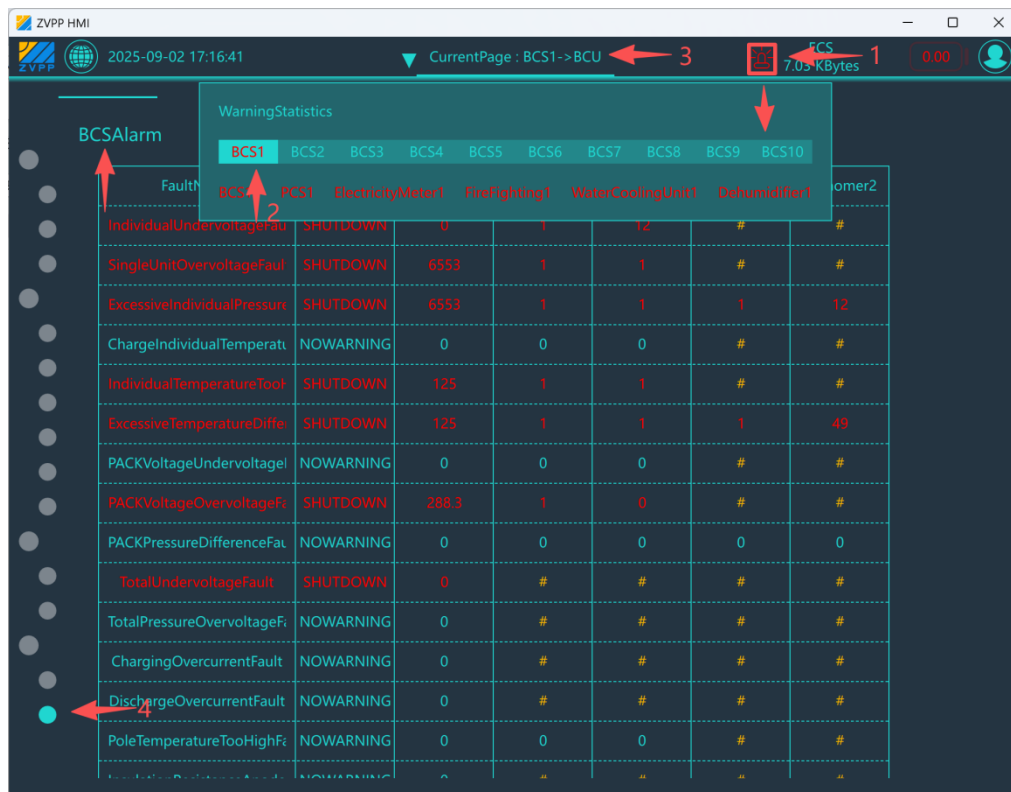 ZVPP HMI
ZVPP
2025-09-02 17:16:41
CurrentPage : BCS1->BCU
3
ECS
7.03 KBytes
1
0.00
WarningStatistics
BCSAlarm
BCS1 BCS2 BCS3 BCS4 BCS5 BCS6 BCS7 BCS8 BCS9 BCS10
PCS1 ElectricityMeter1 FireFighting1 WaterCoolingUnit1 Dehumidifier1
2
IndividualUndervoltageFau SHUTDOWN 0 1 12 # #
SingleUnitOvervoltageFaul SHUTDOWN 6553 1 1 # #
ExcessiveIndividualPressure SHUTDOWN 6553 1 1 1 12
ChargeIndividualTemperatu NOWARNING 0 0 0 # #
IndividualTemperatureTooH SHUTDOWN 125 1 1 # #
ExcessiveTemperatureDiffe SHUTDOWN 125 1 1 1 49
PACKVoltageUndervoltageF NOWARNING 0 0 0 # #
PACKVoltageOvervoltageFa SHUTDOWN 288.3 1 0 # #
PACKPressureDifferenceFau NOWARNING 0 0 0 0 0
TotalUndervoltageFault SHUTDOWN 0 # # # #
TotalPressureOvervoltageFa NOWARNING 0 # # # #
ChargingOvercurrentFault NOWARNING 0 # # # #
DischargeOvercurrentFault NOWARNING 0 # # # #
4
PoleTemperatureTooHighFa NOWARNING 0 0 0 # #